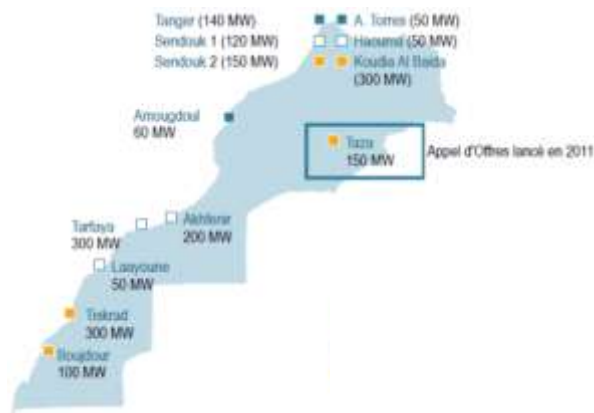 Tanger (140 MW)
A. Torres (50 MW)
Sendouk 1 (120 MW)
Haouma (50 MW)
Sendouk 2 (150 MW)
Koudia Al Baida
(300 MW)
Amougdoul
60 MW
Taza
150 MW
Appel d'Offres lancé en 2011
Akhfenir
200 MW
Tarfaya
300 MW
Laayoune
50 MW
Tiskrad
300 MW
Boujdour
100 MW